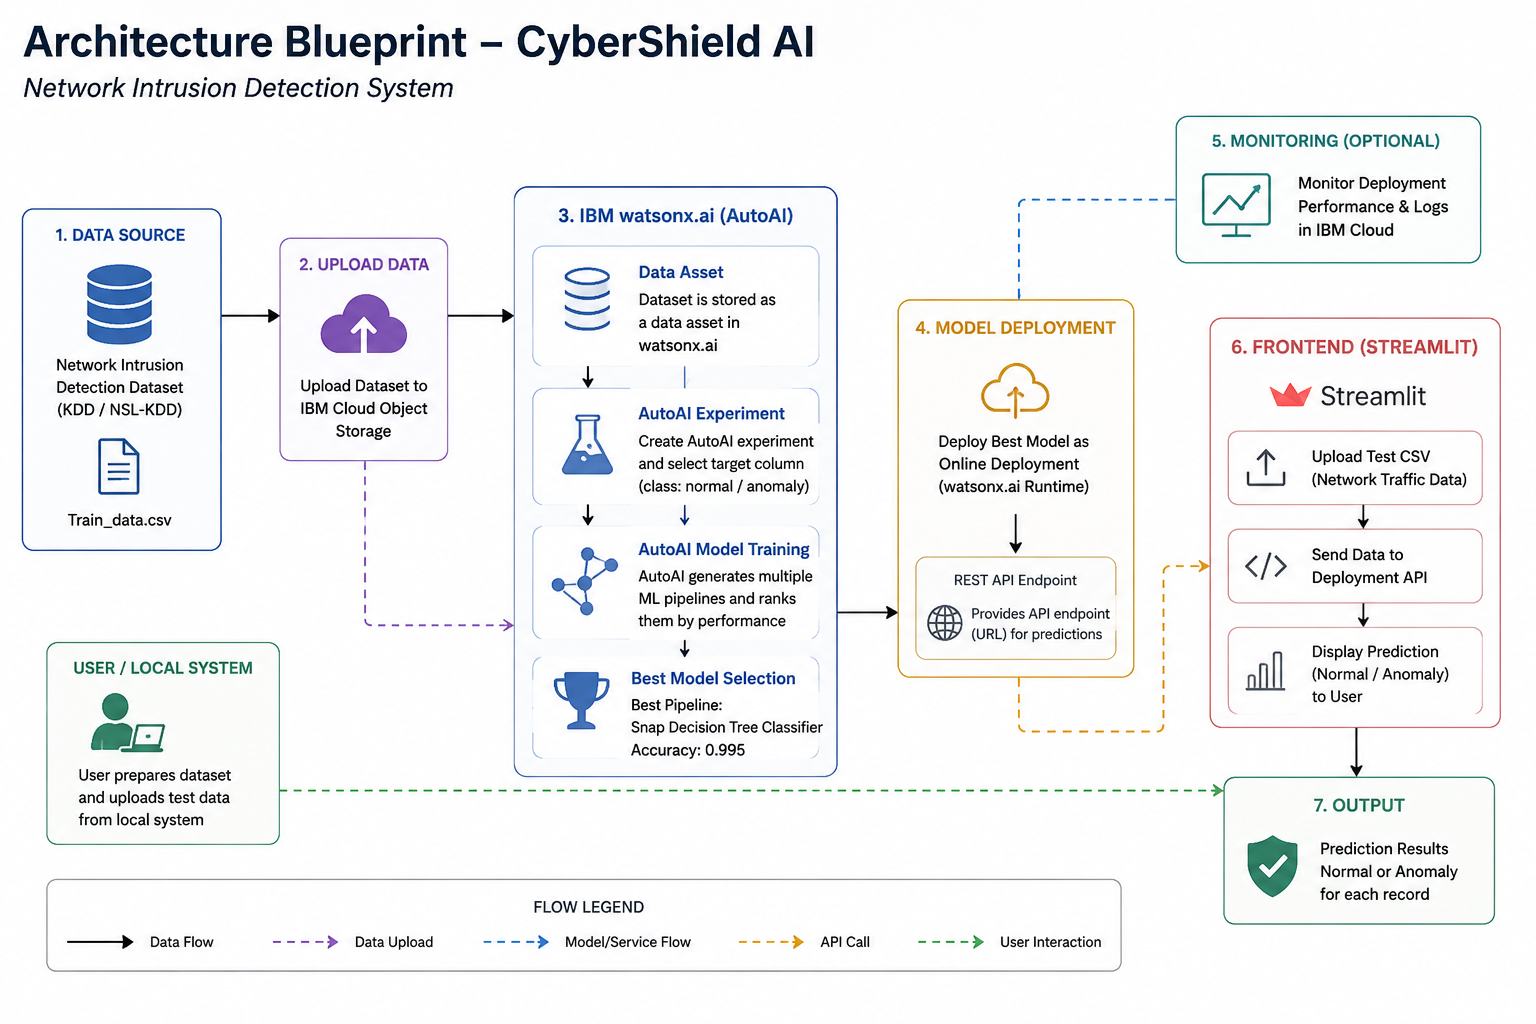 Architecture Blueprint – CyberShield AI
Network Intrusion Detection System
1. DATA SOURCE
Network Intrusion
Detection Dataset
(KDD / NSL-KDD)
Train_data.csv
2. UPLOAD DATA
Upload Dataset to
IBM Cloud Object
Storage
3. IBM watsonx.ai (AutoAI)
Data Asset
Dataset is stored as
a data asset in
watsonx.ai
AutoAI Experiment
Create AutoAI experiment
and select target column
(class: normal / anomaly)
AutoAI Model Training
AutoAI generates multiple
ML pipelines and ranks
them by performance
Best Model Selection
Best Pipeline:
Snap Decision Tree Classifier
Accuracy: 0.995
4. MODEL DEPLOYMENT
Deploy Best Model as
Online Deployment
(watsonx.ai Runtime)
REST API Endpoint
Provides API endpoint
(URL) for predictions
5. MONITORING (OPTIONAL)
Monitor Deployment
Performance & Logs
in IBM Cloud
6. FRONTEND (STREAMLIT)
Streamlit
Upload Test CSV
(Network Traffic Data)
</>
Send Data to
Deployment API
Display Prediction
(Normal / Anomaly)
to User
7. OUTPUT
Prediction Results
Normal or Anomaly
for each record
USER / LOCAL SYSTEM
User prepares dataset
and uploads test data
from local system
FLOW LEGEND
Data Flow
Data Upload
Model/Service Flow
API Call
User Interaction